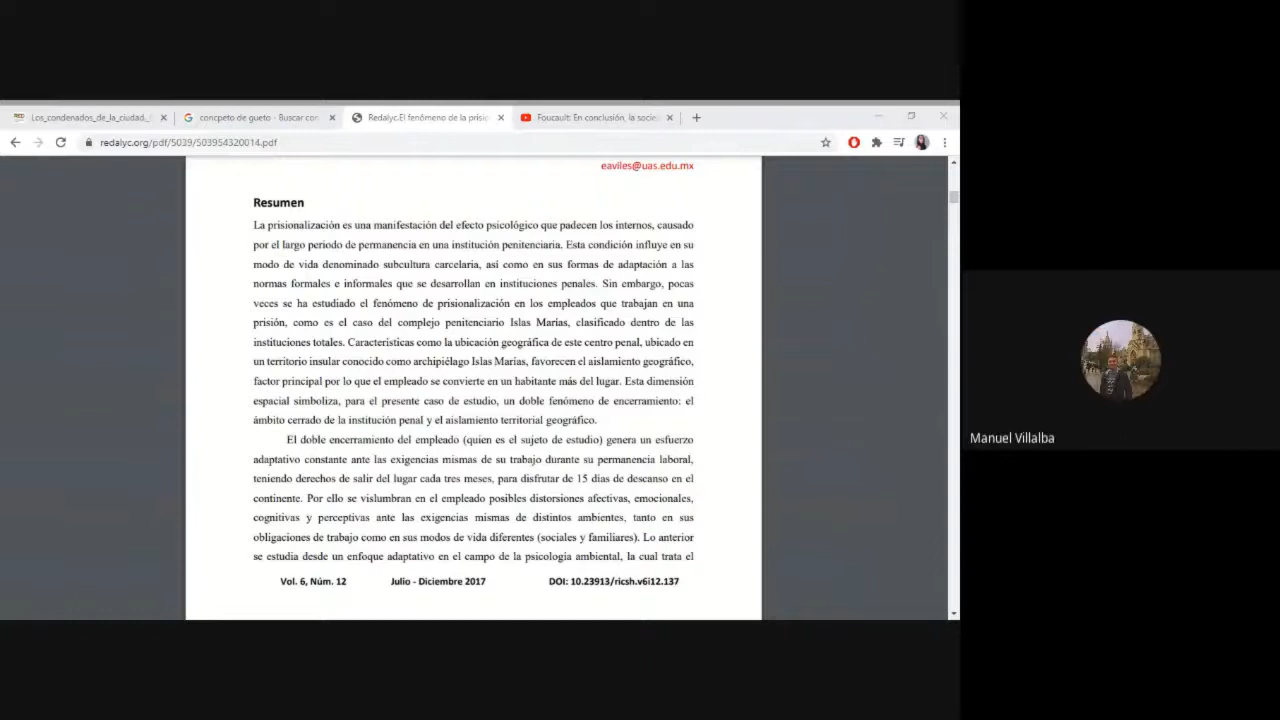 Los_condenados_de_la_ciudad._
concpeto de gueto - Buscar con
Redalyc.El fenómeno de la prisio
Foucault: En conclusión, la socie
redalyc.org/pdf/5039/503954320014.pdf
eaviles@uas.edu.mx
Resumen
La prisionalización es una manifestación del efecto psicológico que padecen los internos, causado
por el largo periodo de permanencia en una institución penitenciaria. Esta condición influye en su
modo de vida denominado subcultura carcelaria, así como en sus formas de adaptación a las
normas formales e informales que se desarrollan en instituciones penales. Sin embargo, pocas
veces se ha estudiado el fenómeno de prisionalización en los empleados que trabajan en una
prisión, como es el caso del complejo penitenciario Islas Marías, clasificado dentro de las
instituciones totales. Características como la ubicación geográfica de este centro penal, ubicado en
un territorio insular conocido como archipiélago Islas Marías, favorecen el aislamiento geográfico,
factor principal por lo que el empleado se convierte en un habitante más del lugar. Esta dimensión
espacial simboliza, para el presente caso de estudio, un doble fenómeno de encerramiento: el
ámbito cerrado de la institución penal y el aislamiento territorial geográfico.
El doble encerramiento del empleado (quien es el sujeto de estudio) genera un esfuerzo
adaptativo constante ante las exigencias mismas de su trabajo durante su permanencia laboral,
teniendo derechos de salir del lugar cada tres meses, para disfrutar de 15 días de descanso en el
continente. Por ello se vislumbran en el empleado posibles distorsiones afectivas, emocionales,
cognitivas y perceptivas ante las exigencias mismas de distintos ambientes, tanto en sus
obligaciones de trabajo como en sus modos de vida diferentes (sociales y familiares). Lo anterior
se estudia desde un enfoque adaptativo en el campo de la psicología ambiental, la cual trata el
Vol. 6, Núm. 12 Julio - Diciembre 2017 DOI: 10.23913/ricsh.v6i12.137
Manuel Villalba